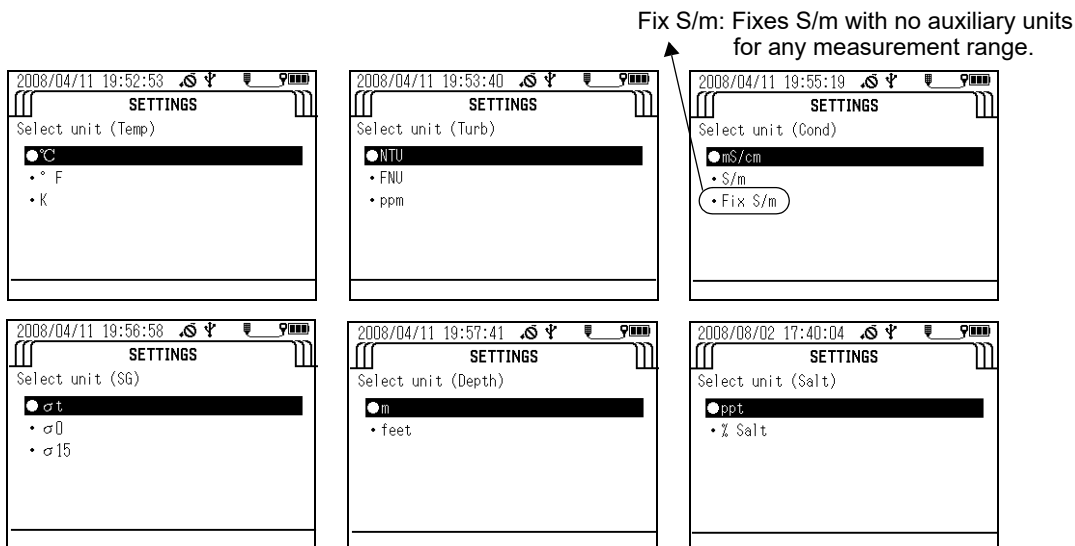 Fix S/m: Fixes S/m with no auxiliary units
for any measurement range.
2008/04/11 19:52:53
SETTINGS
Select unit (Temp)
●℃
・° F
・K
2008/04/11 19:53:40
SETTINGS
Select unit (Turb)
●NTU
・FNU
・ppm
2008/04/11 19:55:19
SETTINGS
Select unit (Cond)
●mS/cm
・S/m
・Fix S/m
2008/04/11 19:56:58
SETTINGS
Select unit (SG)
●σt
・σ0
・σ15
2008/04/11 19:57:41
SETTINGS
Select unit (Depth)
●m
・feet
2008/08/02 17:40:04
SETTINGS
Select unit (Salt)
●ppt
・% Salt